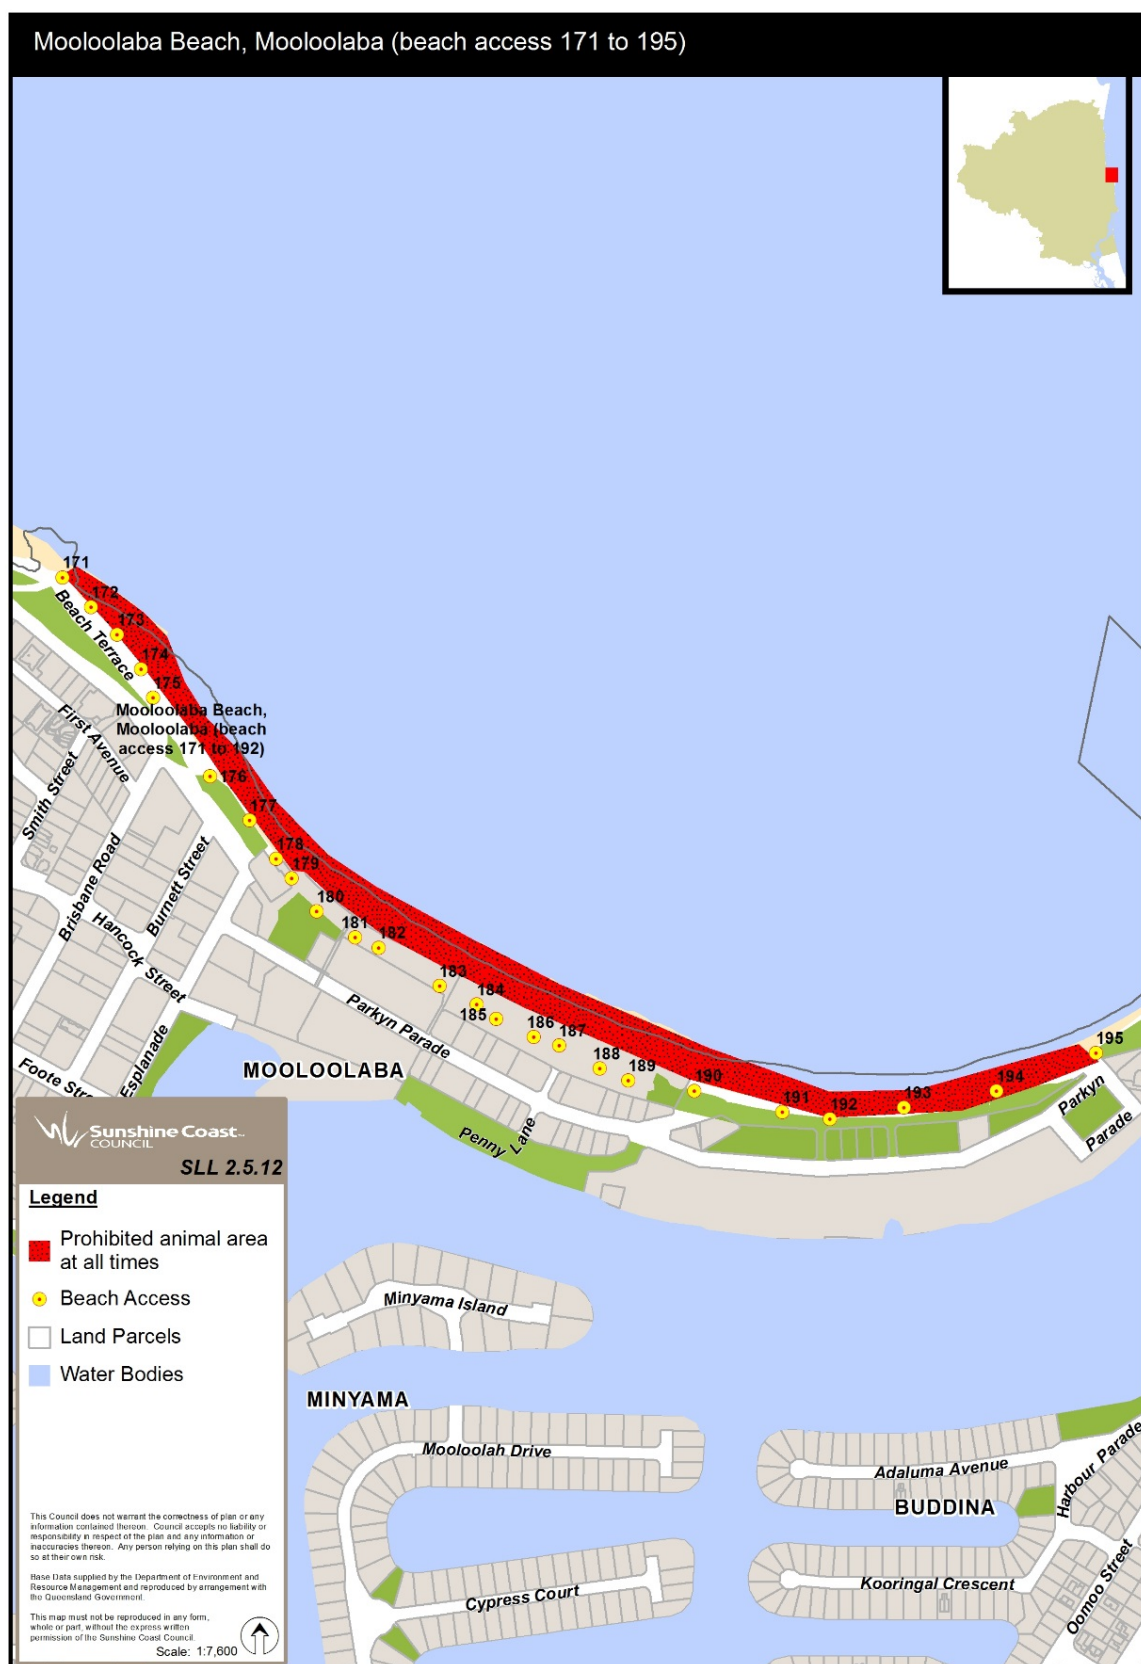 Mooloolaba Beach, Mooloolaba (beach access 171 to 195)
171
172
173
Beach Terrace
174
175
Mooloolaba Beach,
Mooloolaba (beach
access 171 to 192)
First Avenue
176
Smith Street
177
178
179
Brisbane Road
Burnett Street
180
Hancock Street
181
182
183
184
185
186
187
188
189
190
191
192
193
194
195
Parkyn Parade
Parkyn
Parade
Esplanade
MOOLOOLABA
Foote Stre
Penny Lane
Sunshine Coast
COUNCIL
SLL 2.5.12
Legend
Prohibited animal area
at all times
Beach Access
Land Parcels
Water Bodies
Minyama Island
MINYAMA
Mooloolah Drive
Adaluma Avenue
Harbour Parade
BUDDINA
Kooringal Crescent
Oomoo Street
Cypress Court
This Council does not warrant the correctness of plan or any
information contained thereon. Council accepts no liability or
responsibility in respect of the plan and any information or
inaccuracies thereon. Any person relying on this plan shall do
so at their own risk.
Base Data supplied by the Department of Environment and
Resource Management and reproduced by arrangement with
the Queensland Government.
This map must not be reproduced in any form,
whole or part, without the express written
permission of the Sunshine Coast Council.
Scale: 1:7,600